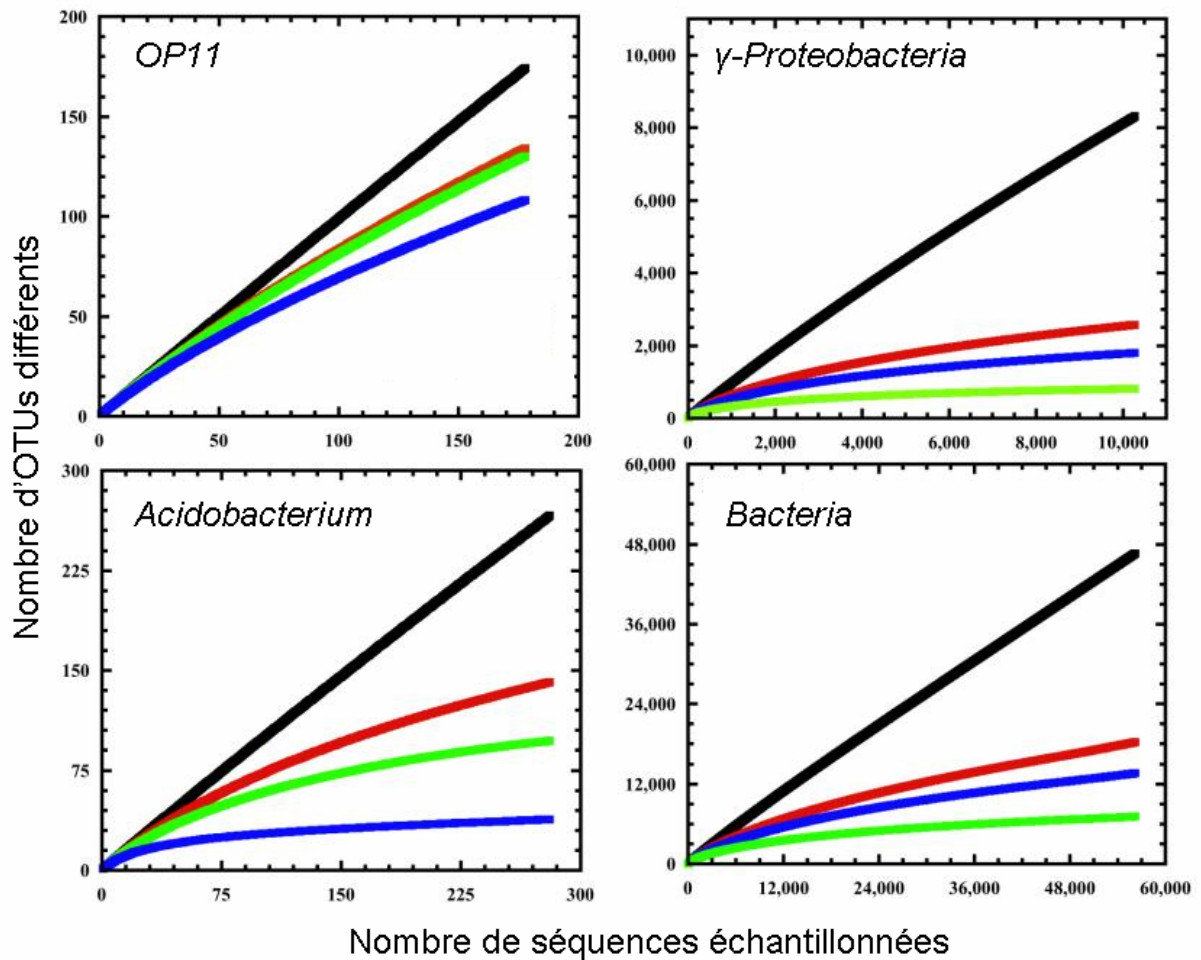 OP11
200
150
100
50
0
0 50 100 150 200
γ-Proteobacteria
10,000
8,000
6,000
4,000
2,000
0
0 2,000 4,000 6,000 8,000 10,000
Acidobacterium
300
225
150
75
0
0 75 150 225 300
Bacteria
60,000
48,000
36,000
24,000
12,000
0
0 12,000 24,000 36,000 48,000 60,000
Nombre d'OTUs différents
Nombre de séquences échantillonnées